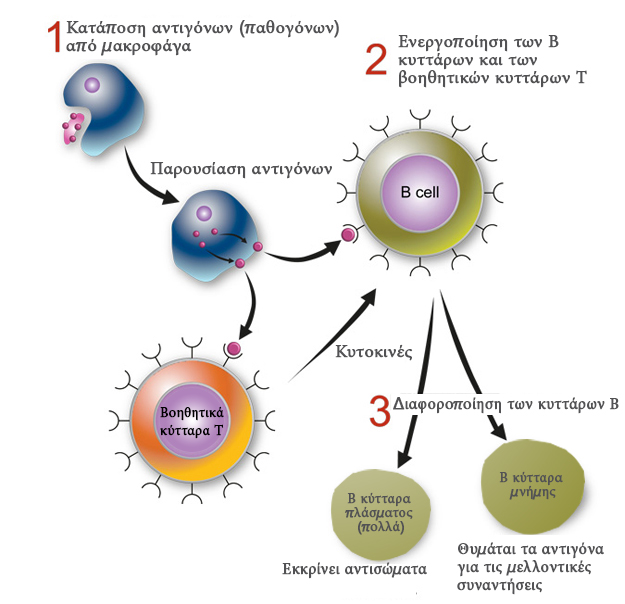 1 Κατάποση αντιγόνων (παθογόνων)
από μακροφάγα
2 Ενεργοποίηση των Β
κυττάρων και των
βοηθητικών κυττάρων Τ
Παρουσίαση αντιγόνων
B cell
Κυτοκινές
Βοηθητικά
κύτταρα Τ
3 Διαφοροποίηση των κυττάρων Β
Β κύτταρα
πλάσματος
(πολλά)
Β κύτταρα
μνήμης
Εκκρίνει αντισώματα
Θυμάται τα αντιγόνα
για τις μελλοντικές
συναντήσεις